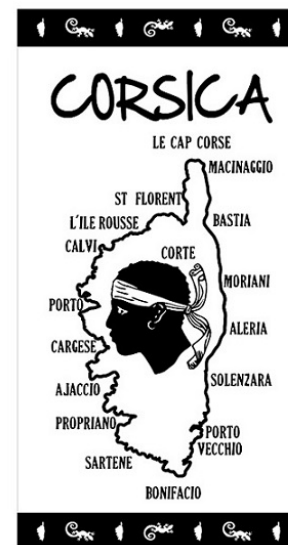 CORSICA
LE CAP CORSE
MACINAGGIO
ST FLORENT
L'ILE ROUSSE
BASTIA
CALVI
CORTE
MORIANI
PORTO
ALERIA
CARGESE
SOLENZARA
AJACCIO
PROPRIANO
PORTO
VECCHIO
SARTENE
BONIFACIO